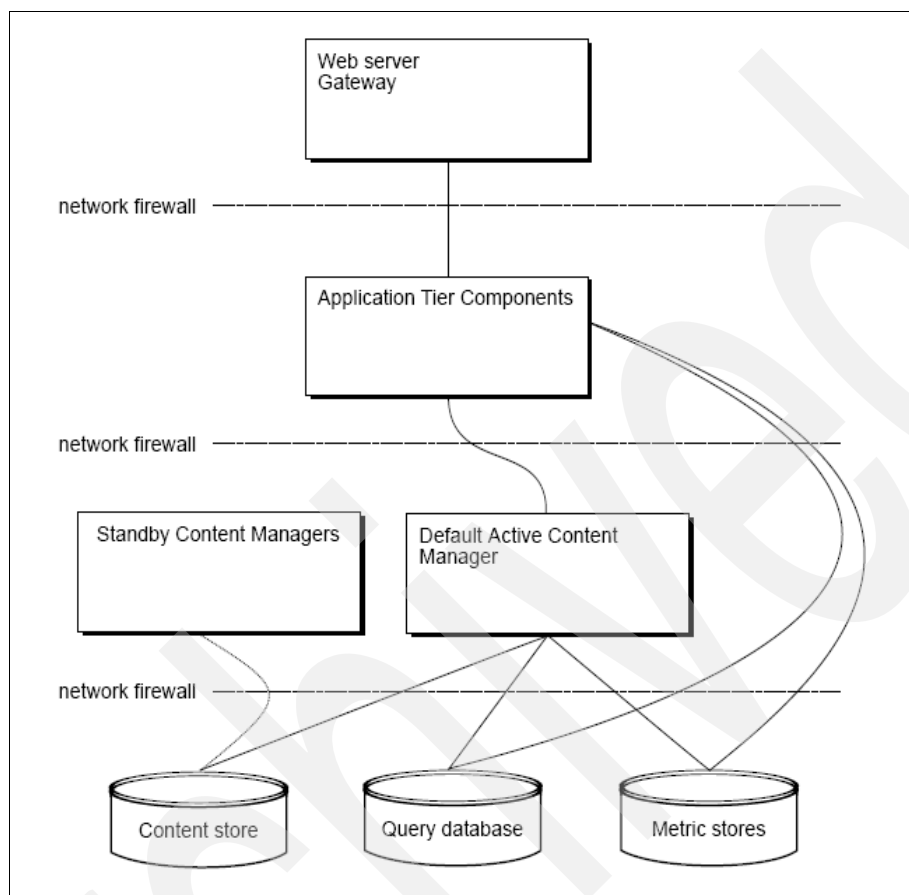 Web server
Gateway
network firewall
Application Tier Components
network firewall
Standby Content Managers
Default Active Content
Manager
network firewall
Content store
Query database
Metric stores